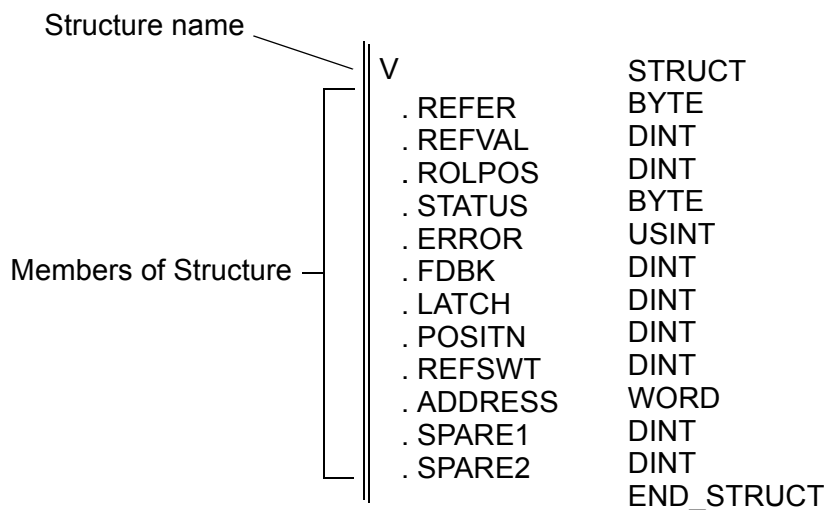 Structure name
V STRUCT
. REFER BYTE
. REFVAL DINT
. ROLPOS DINT
. STATUS BYTE
. ERROR USINT
Members of Structure
. FDBK DINT
. LATCH DINT
. POSITN DINT
. REFSWT DINT
. ADDRESS WORD
. SPARE1 DINT
. SPARE2 DINT
END_STRUCT